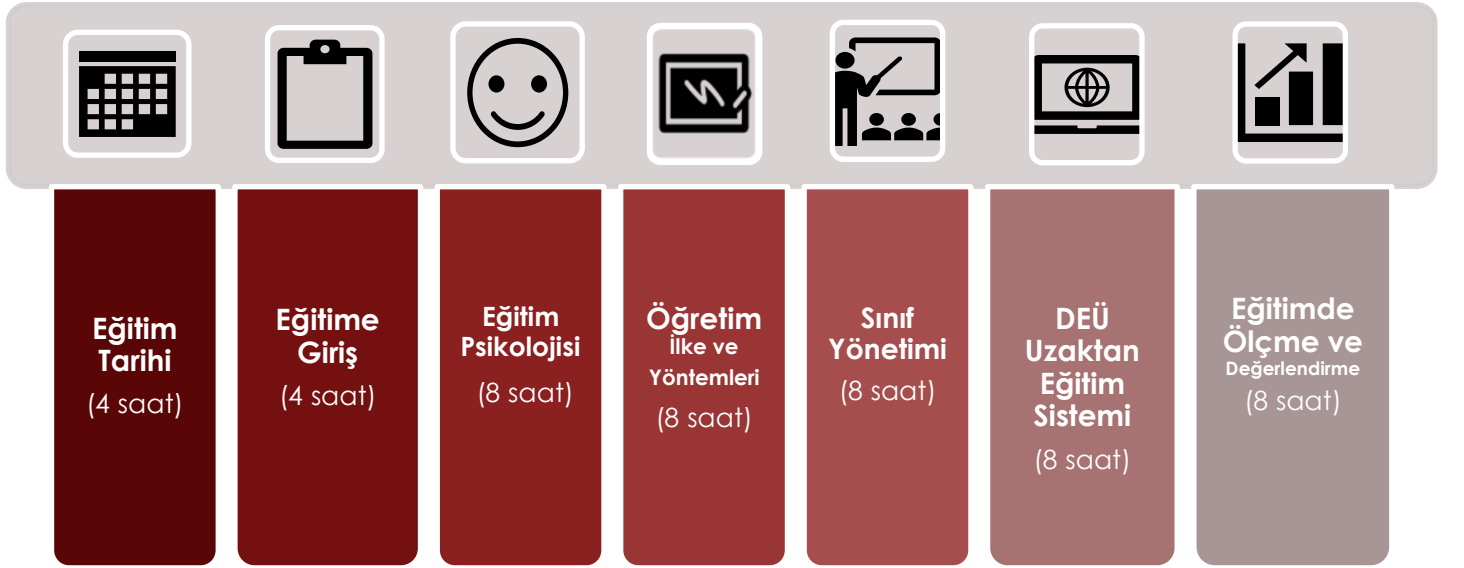 Eğitim
Tarihi
(4 saat)
Eğitime
Giriş
(4 saat)
Eğitim
Psikolojisi
(8 saat)
Öğretim
İlke ve
Yöntemleri
(8 saat)
Sınıf
Yönetimi
(8 saat)
DEÜ
Uzaktan
Eğitim
Sistemi
(8 saat)
Eğitimde
Ölçme ve
Değerlendirme
(8 saat)